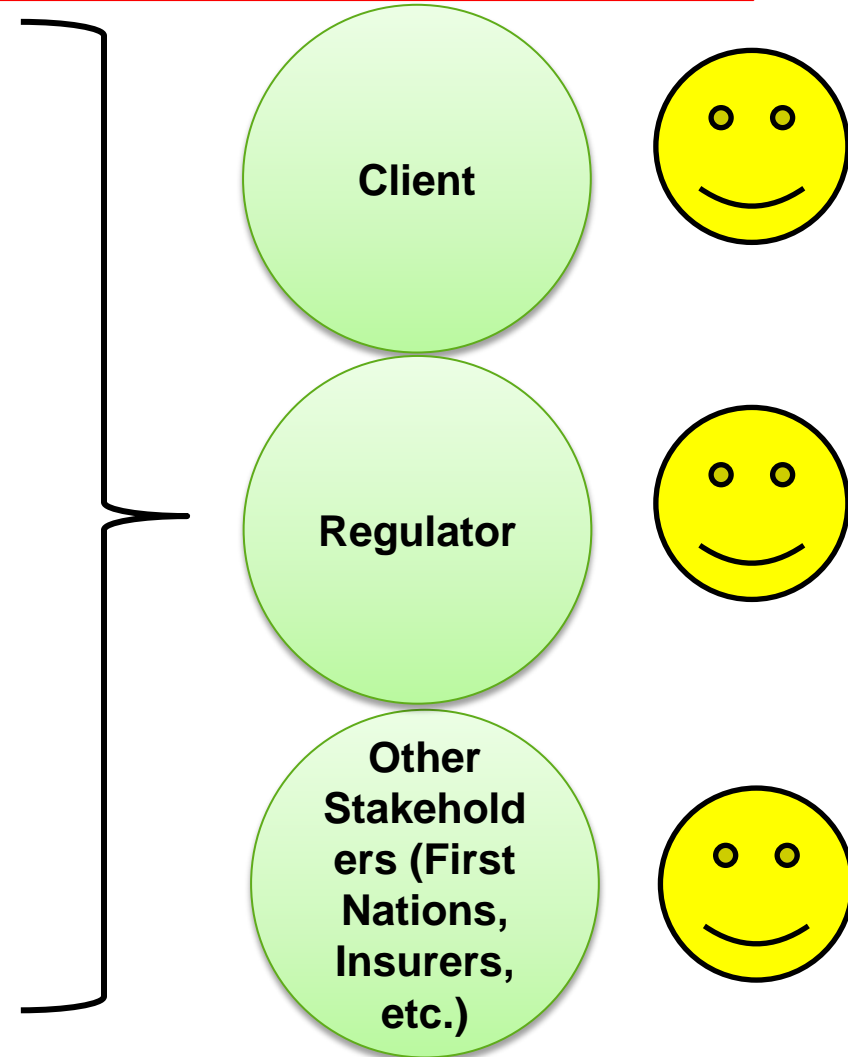 Client
Regulator
Other
Stakehold
ers (First
Nations,
Insurers,
etc.)